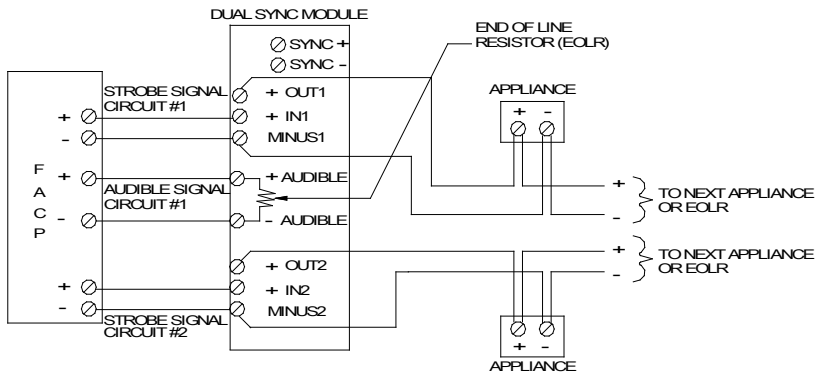 DUAL SYNC MODULE
END OF LINE
RESISTOR (EOLR)
SYNC +
SYNC -
STROBE SIGNAL
CIRCUIT #1
+ OUT1
+ IN1
MINUS1
APPLIANCE
+ -
+
-
F
A
C
P
+
-
AUDIBLE SIGNAL
CIRCUIT #1
+ AUDIBLE
- AUDIBLE
+
-
TO NEXT APPLIANCE
OR EOLR
+ OUT2
+ IN2
MINUS2
+
-
TO NEXT APPLIANCE
OR EOLR
+
-
STROBE SIGNAL
CIRCUIT #2
+ -
APPLIANCE